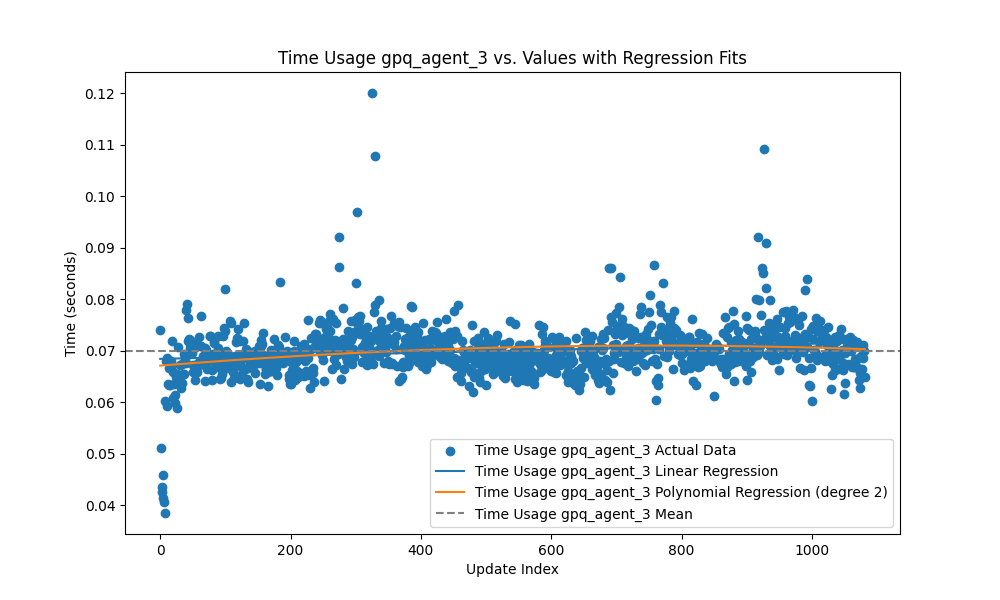 Time Usage gpq_agent_3 vs. Values with Regression Fits
0.12
0.11
0.10
0.09
0.08
0.07
0.06
0.05
0.04
Time (seconds)
Time Usage gpq_agent_3 Actual Data
Time Usage gpq_agent_3 Linear Regression
Time Usage gpq_agent_3 Polynomial Regression (degree 2)
Time Usage gpq_agent_3 Mean
0 200 400 600 800 1000
Update Index